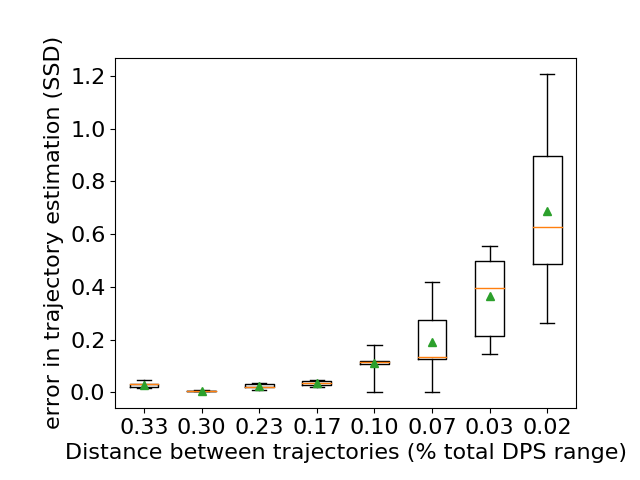 error in trajectory estimation (SSD)
1.2
1.0
0.8
0.6
0.4
0.2
0.0
0.33 0.30 0.23 0.17 0.10 0.07 0.03 0.02
Distance between trajectories (% total DPS range)